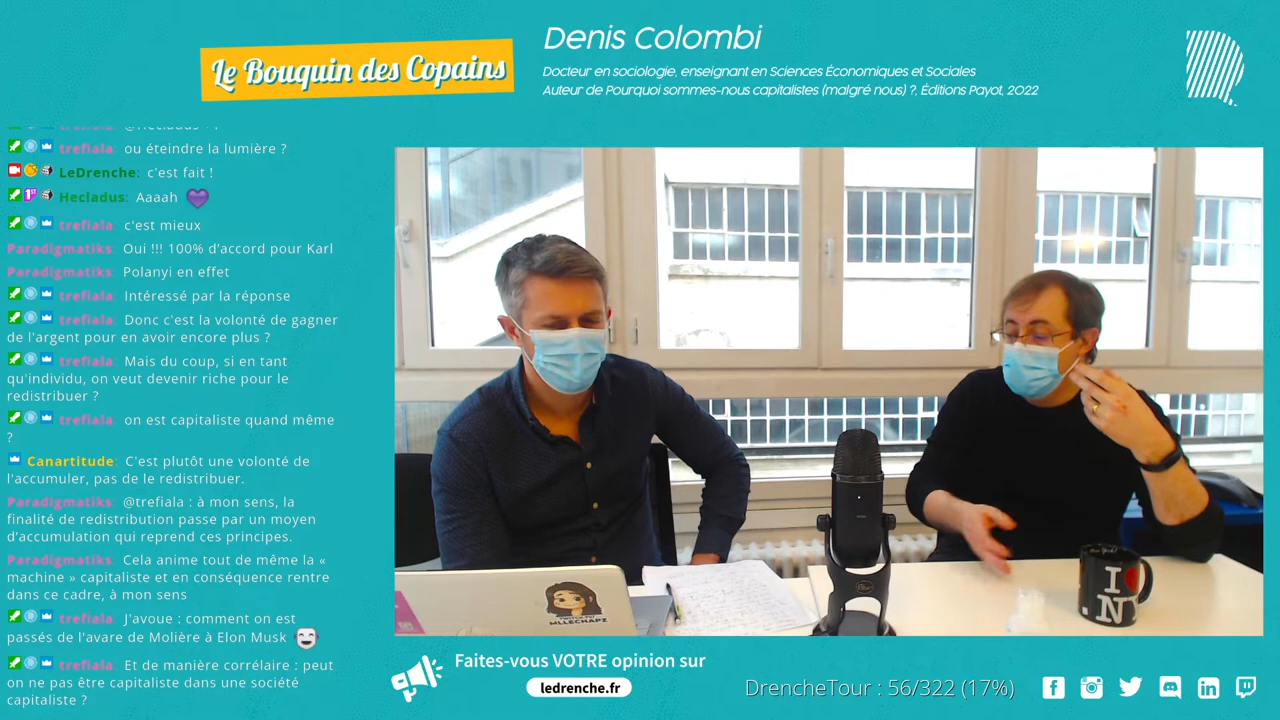 Denis Colombi
Le Bouquin des Copains
Docteur en sociologie, enseignant en Sciences Économiques et Sociales
Auteur de Pourquoi sommes-nous capitalistes (malgré nous) ?, Éditions Payot, 2022
trefiala: ou éteindre la lumière ?
LeDrenche: c'est fait !
Hecladus: Aaaah
trefiala: c'est mieux
Paradigmatiks: Oui !!! 100% d'accord pour Karl
Paradigmatiks: Polanyi en effet
trefiala: Intéressé par la réponse
trefiala: Donc c'est la volonté de gagner
de l'argent pour en avoir encore plus ?
trefiala: Mais du coup, si en tant
qu'individu, on veut devenir riche pour le
redistribuer ?
trefiala: on est capitaliste quand même
?
Canartitude: C'est plutôt une volonté de
l'accumuler, pas de le redistribuer.
Paradigmatiks: @trefiala : à mon sens, la
finalité de redistribution passe par un moyen
d'accumulation qui reprend ces principes.
Paradigmatiks: Cela anime tout de même la «
machine » capitaliste et en conséquence rentre
dans ce cadre, à mon sens
trefiala: J'avoue : comment on est
passés de l'avare de Molière à Elon Musk
trefiala: Et de manière corrélaire : peut
on ne pas être capitaliste dans une société
capitaliste ?
MLLECHAPZ
I
N
Faites-vous VOTRE opinion sur
ledrenche.fr
DrencheTour : 56/322 (17%)